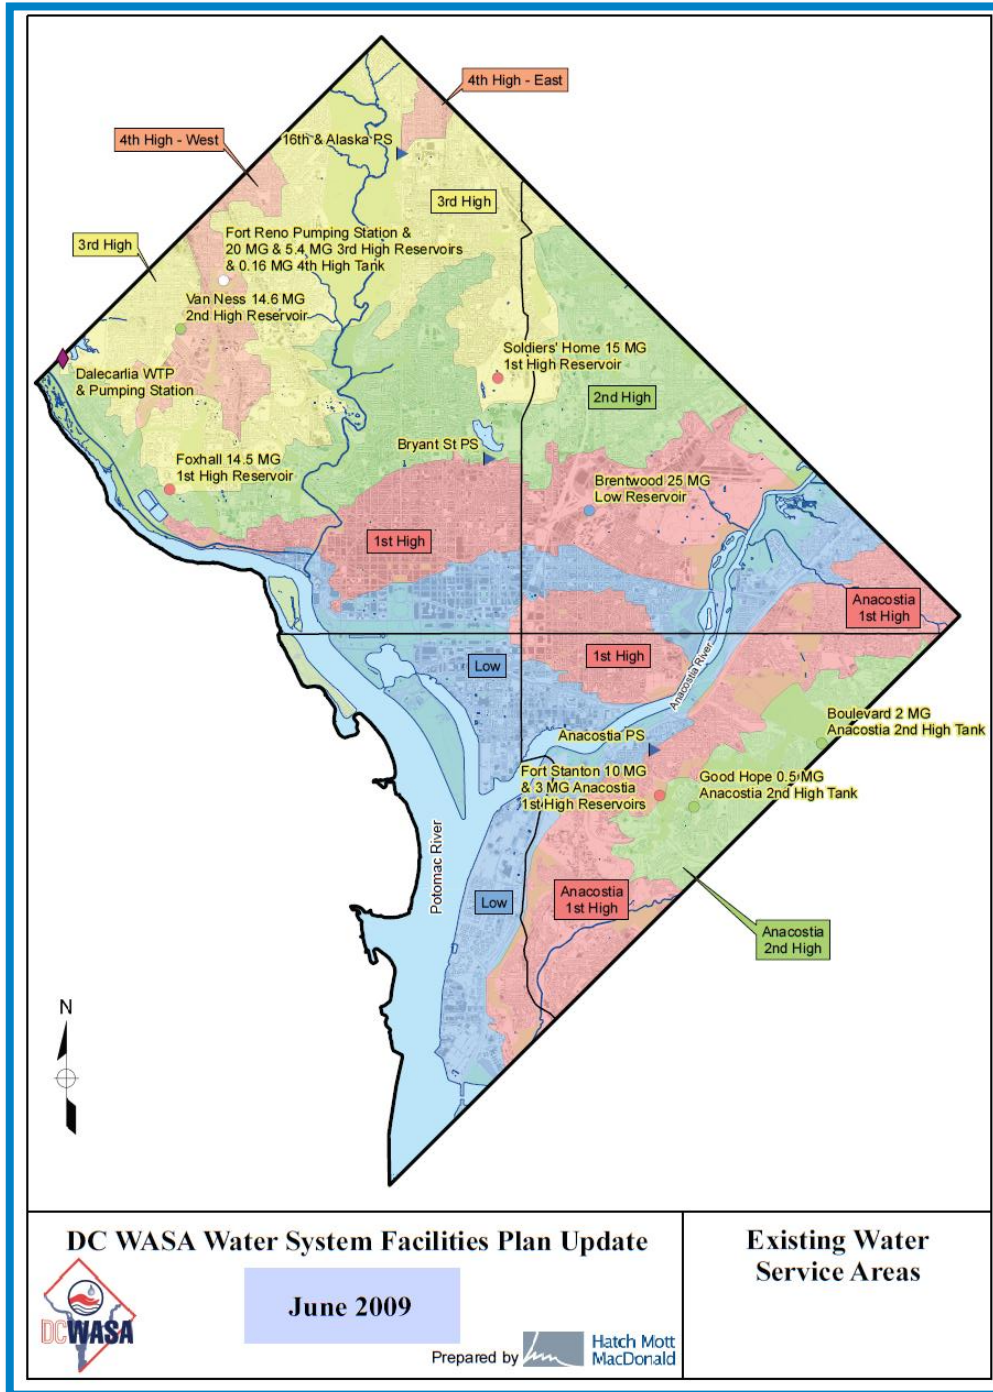 4th High - East
4th High - West
16th & Alaska PS
3rd High
3rd High
Fort Reno Pumping Station &
20 MG & 5.4 MG 3rd High Reservoirs
& 0.16 MG 4th High Tank
Van Ness 14.6 MG
2nd High Reservoir
Soldiers' Home 15 MG
1st High Reservoir
Dalecarlia WTP
& Pumping Station
2nd High
Bryant St PS
Foxhall 14.5 MG
1st High Reservoir
Brentwood 25 MG
Low Reservoir
1st High
Anacostia
1st High
1st High
Low
Anacostia River
Boulevard 2 MG
Anacostia 2nd High Tank
Anacostia PS
Fort Stanton 10 MG
& 3 MG Anacostia
1st High Reservoirs
Good Hope 0.5 MG
Anacostia 2nd High Tank
Potomac River
Low
Anacostia
1st High
Anacostia
2nd High
N
DC WASA Water System Facilities Plan Update
Existing Water
Service Areas
June 2009
DCWASA
Prepared by
Hatch Mott
MacDonald